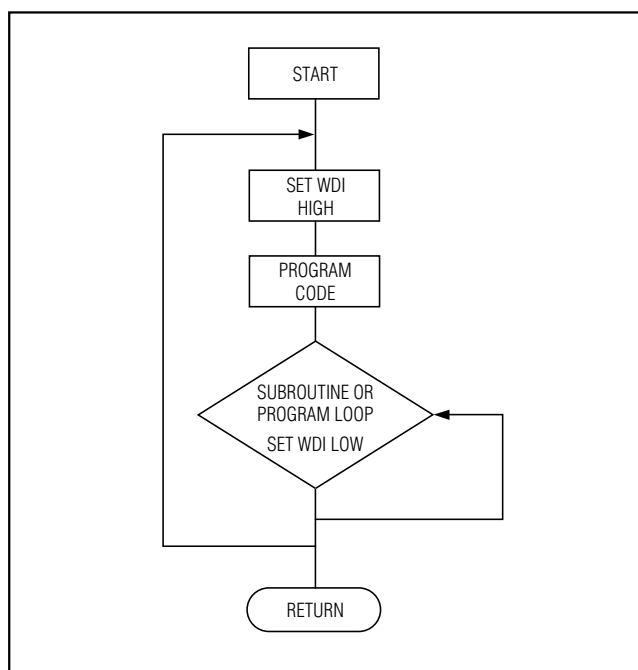 START
SET WDI
HIGH
PROGRAM
CODE
SUBROUTINE OR
PROGRAM LOOP
SET WDI LOW
RETURN